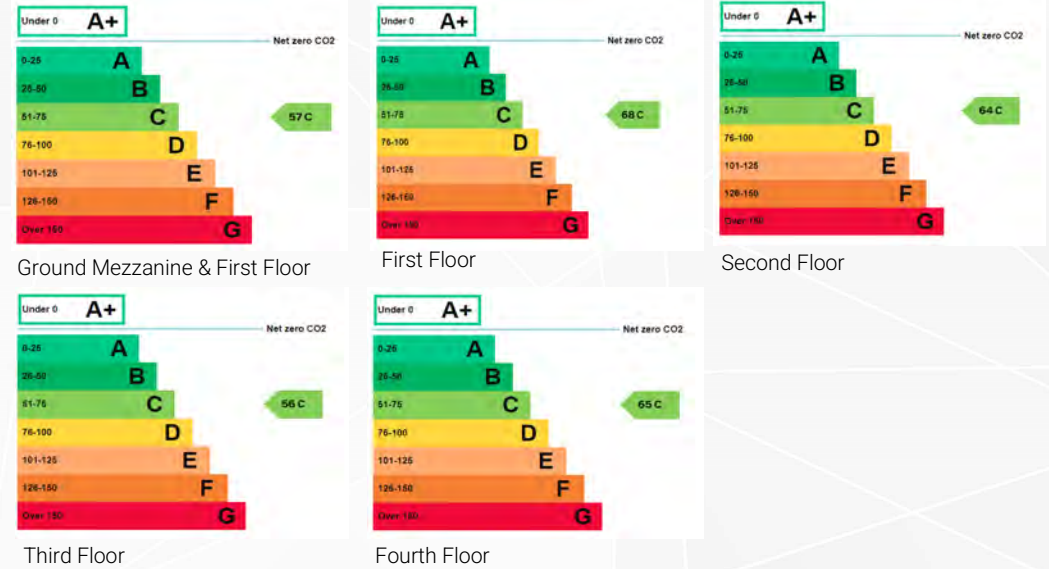 Under 0 A+
Net zero CO2
0-25 A
26-50 B
51-75 C
57 C
76-100 D
101-125 E
126-150 F
Over 150 G
Ground Mezzanine & First Floor
Under 0 A+
Net zero CO2
0-25 A
26-50 B
51-75 C
68 C
76-100 D
101-125 E
126-150 F
Over 150 G
First Floor
Under 0 A+
Net zero CO2
0-25 A
26-50 B
51-75 C
64 C
76-100 D
101-125 E
126-150 F
Over 150 G
Second Floor
Under 0 A+
Net zero CO2
0-25 A
26-50 B
51-75 C
56 C
76-100 D
101-125 E
126-150 F
Over 150 G
Third Floor
Under 0 A+
Net zero CO2
0-25 A
26-50 B
51-75 C
65 C
76-100 D
101-125 E
126-150 F
Over 150 G
Fourth Floor